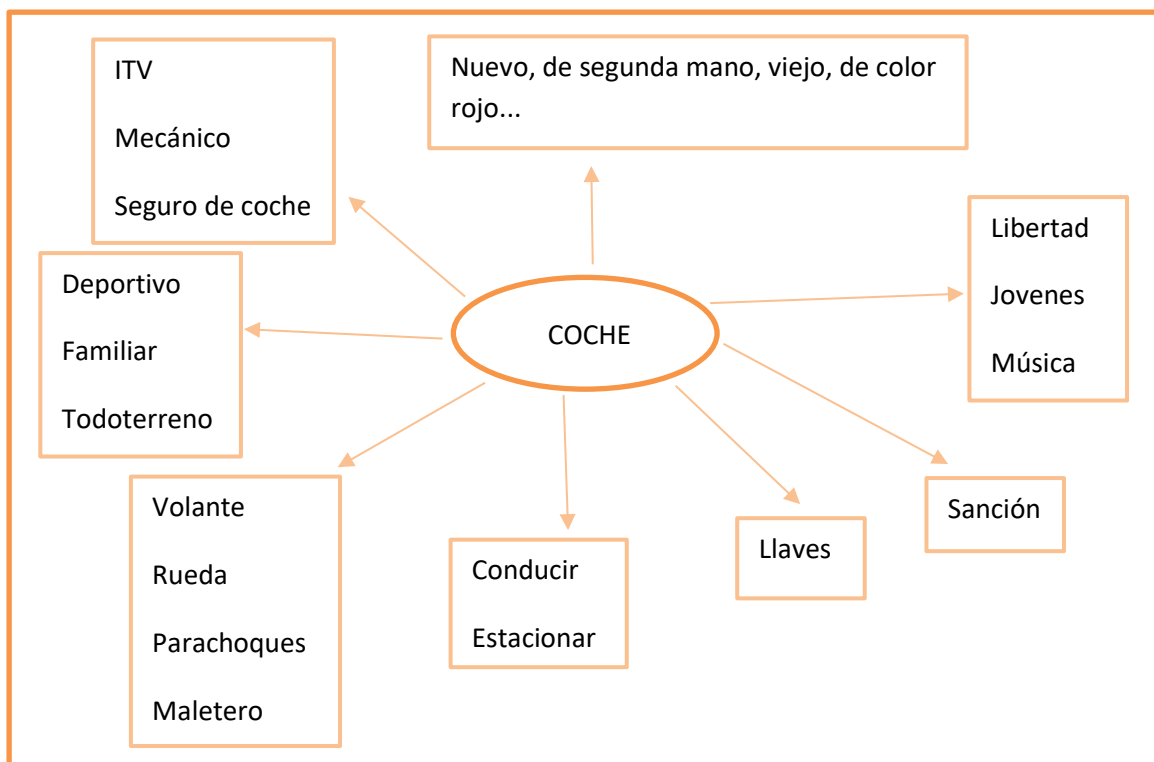 ITV
Mecánico
Seguro de coche
Nuevo, de segunda mano, viejo, de color
rojo...
Libertad
Jovenes
Música
Deportivo
Familiar
Todoterreno
COCHE
Volante
Rueda
Parachoques
Maletero
Conducir
Estacionar
Llaves
Sanción